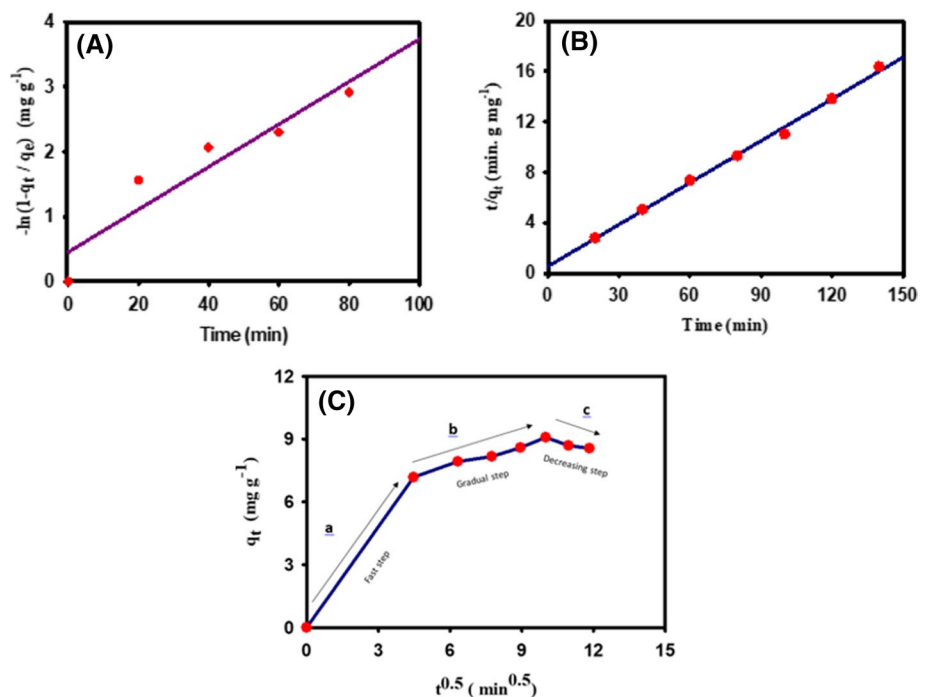 (A)
-ln(1-qt / qe) (mg g-1)
4
3
2
1
0
0 20 40 60 80 100
Time (min)
(B)
t/qt (min. g mg-1)
20
16
12
8
4
0
0 30 60 90 120 150
Time (min)
(C)
qt (mg g-1)
12
9
6
3
0
a
Fast step
b
Gradual step
c
Decreasing step
0 3 6 9 12 15
t0.5 ( min0.5)